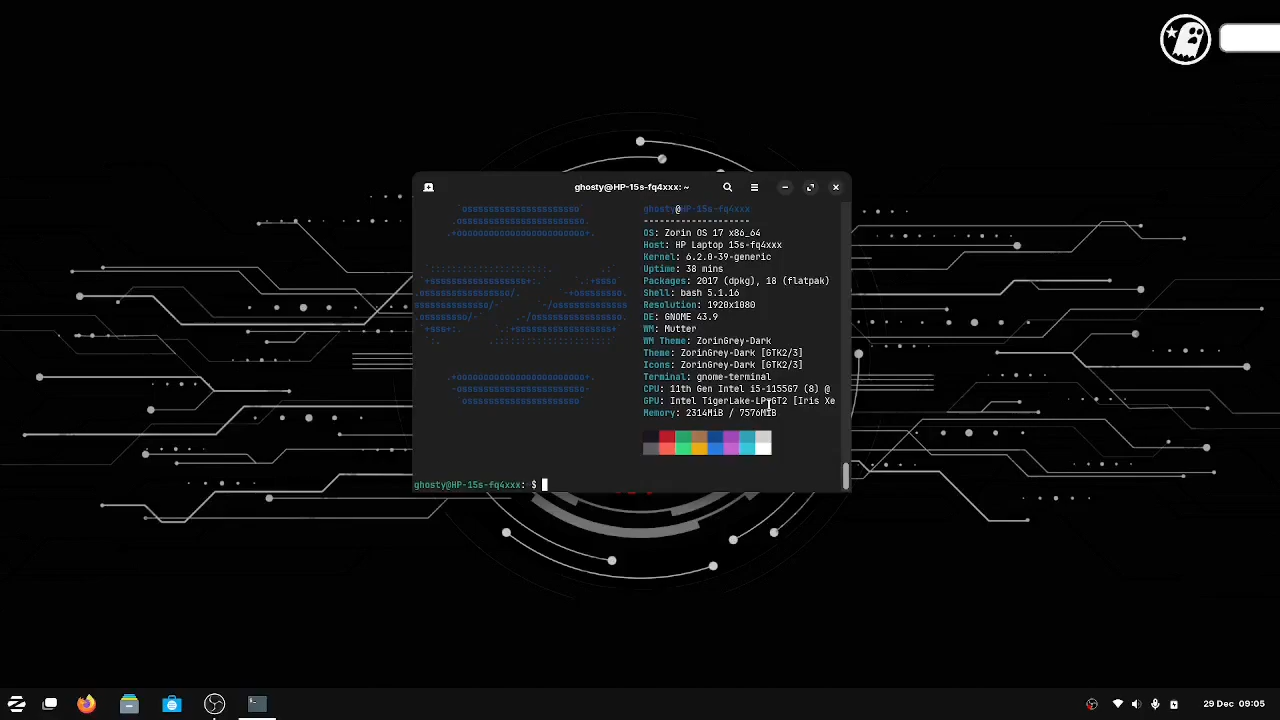 ghosty@HP-15s-fq4xxx: ~
ghosty@HP-15s-fq4xxx
--------------------
OS: Zorin OS 17 x86_64
Host: HP Laptop 15s-fq4xxx
Kernel: 6.2.0-39-generic
Uptime: 38 mins
Packages: 2017 (dpkg), 18 (flatpak)
Shell: bash 5.1.16
Resolution: 1920x1080
DE: GNOME 43.9
WM: Mutter
WM Theme: ZorinGrey-Dark
Theme: ZorinGrey-Dark [GTK2/3]
Icons: ZorinGrey-Dark [GTK2/3]
Terminal: gnome-terminal
CPU: 11th Gen Intel i5-1155G7 (8) @
GPU: Intel TigerLake-LP GT2 [Iris Xe
Memory: 2314MiB / 7576MiB
ghosty@HP-15s-fq4xxx:~$
29 Dec 09:05